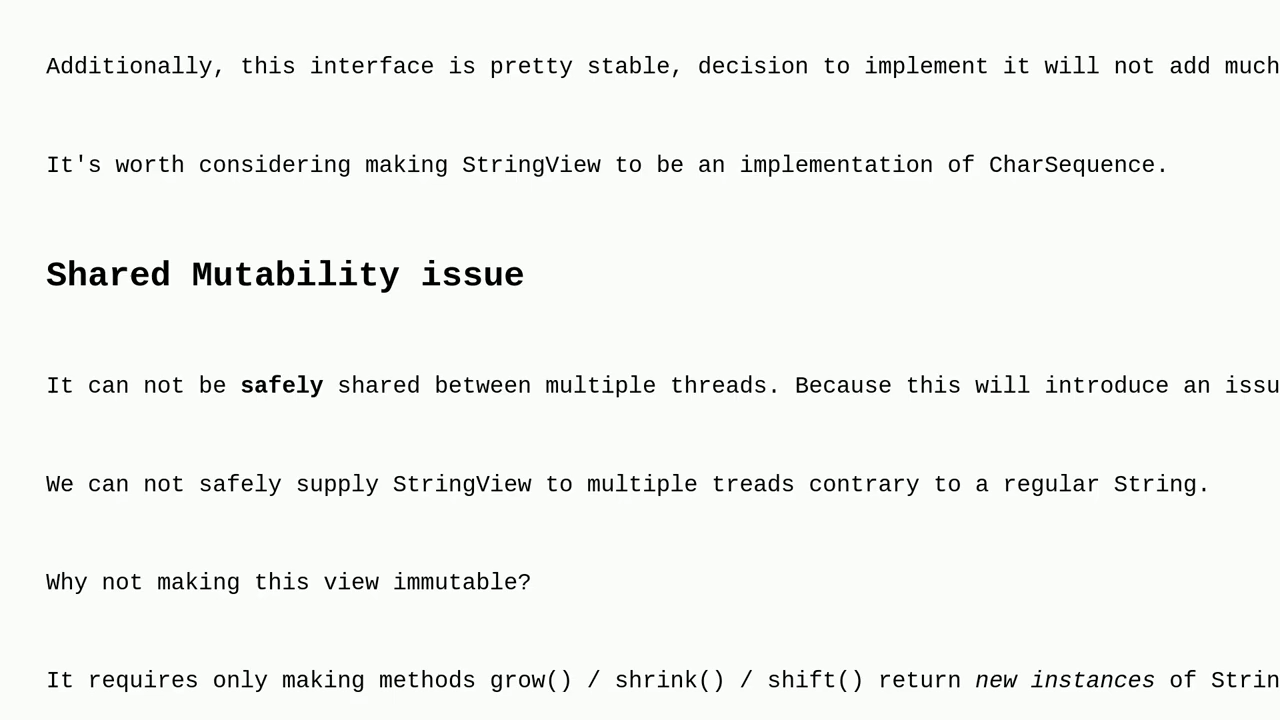 Additionally, this interface is pretty stable, decision to implement it will not add much
It's worth considering making StringView to be an implementation of CharSequence.
Shared Mutability issue
It can not be safely shared between multiple threads. Because this will introduce an issu
We can not safely supply StringView to multiple treads contrary to a regular String.
Why not making this view immutable?
It requires only making methods grow() / shrink() / shift() return new instances of Strin